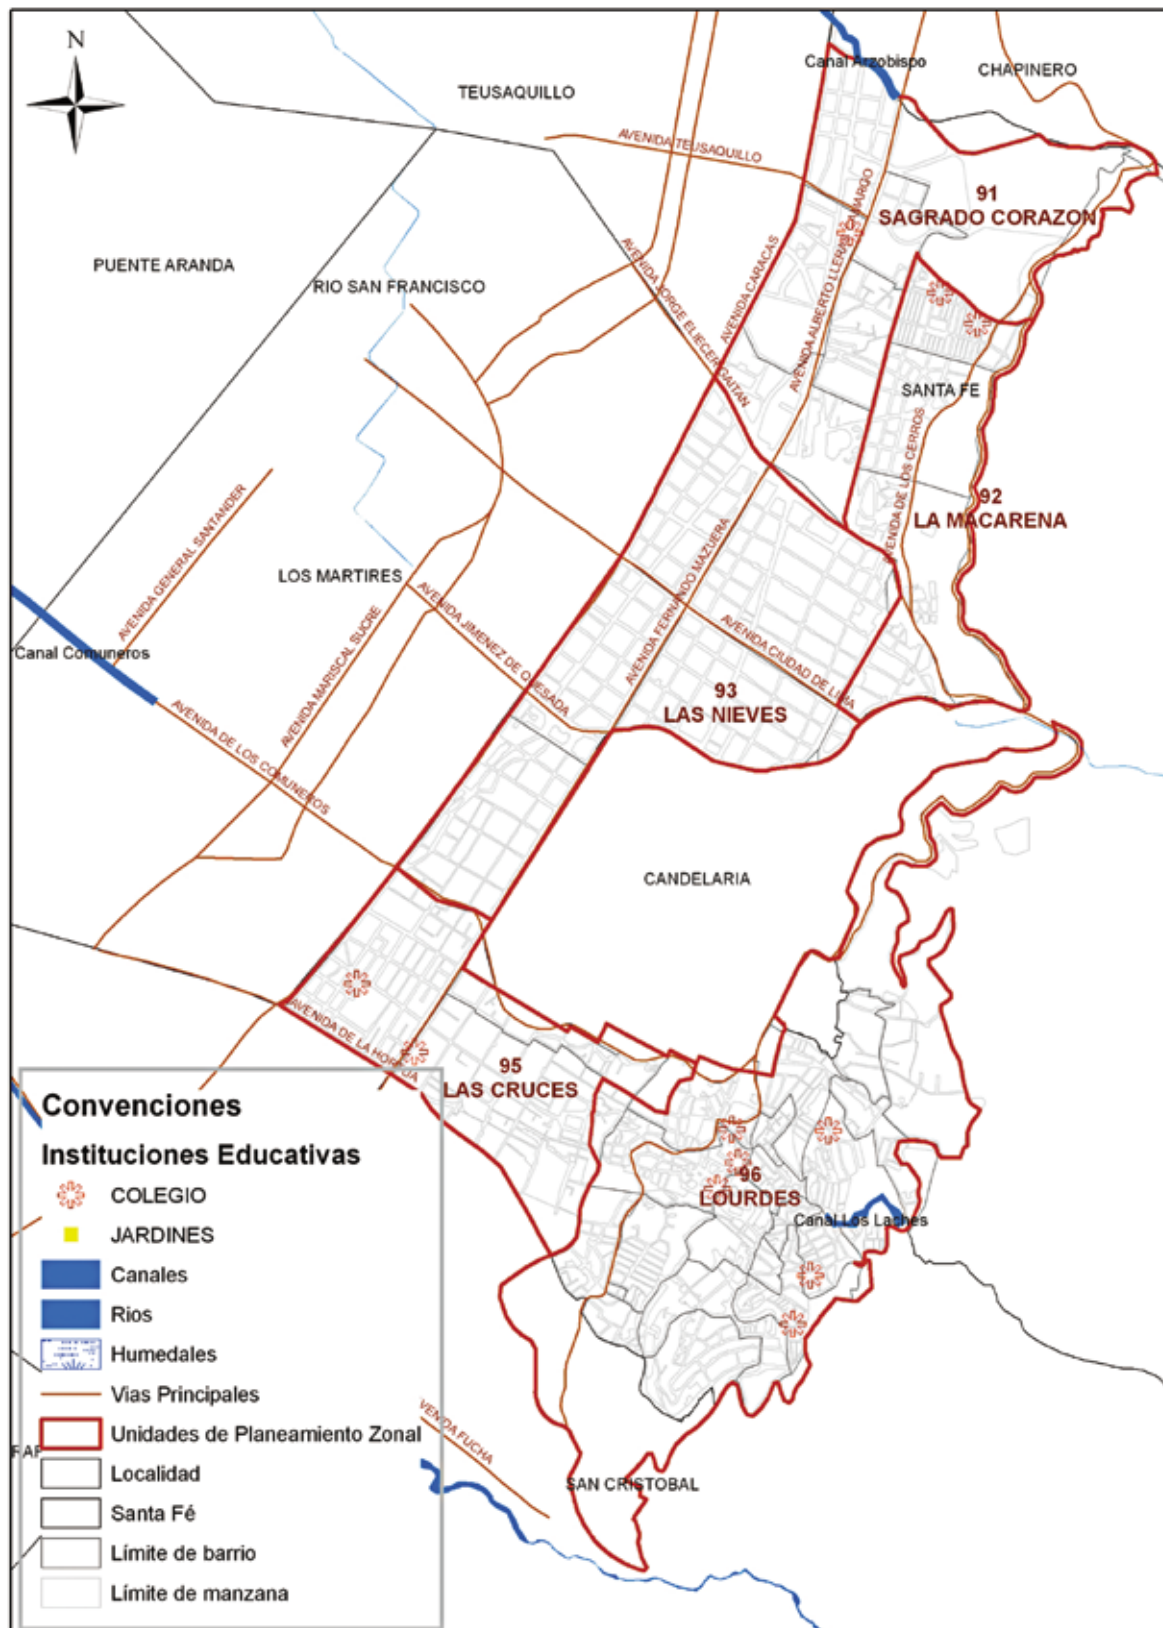 N
Canal Arzobispo
CHAPINERO
TEUSAQUILLO
AVENIDA TEUSAQUILLO
91
SAGRADO CORAZON
PUENTE ARANDA
RIO SAN FRANCISCO
AVENIDA CARACAS
AVENIDA JORGE ELIECER GAITAN
AVENIDA ALBERTO LLERAS CAMARGO
SANTA FE
AVENIDA DE LOS CERROS
92
LA MACARENA
AVENIDA GENERAL SANTANDER
LOS MARTIRES
AVENIDA FERNANDO MAZUERA
AVENIDA JIMENEZ DE QUESADA
AVENIDA CIUDAD DE LIMA
Canal Comuneros
AVENIDA MARISCAL SUCRE
93
LAS NIEVES
AVENIDA DE LOS COMUNEROS
CANDELARIA
AVENIDA DE LA HORTUA
95
LAS CRUCES
96
LOURDES
Canal Los Laches
Convenciones
Instituciones Educativas
COLEGIO
JARDINES
Canales
Rios
Humedales
Vias Principales
Unidades de Planeamiento Zonal
Localidad
Santa Fé
Límite de barrio
Límite de manzana
VENIDA FUCHA
SAN CRISTOBAL